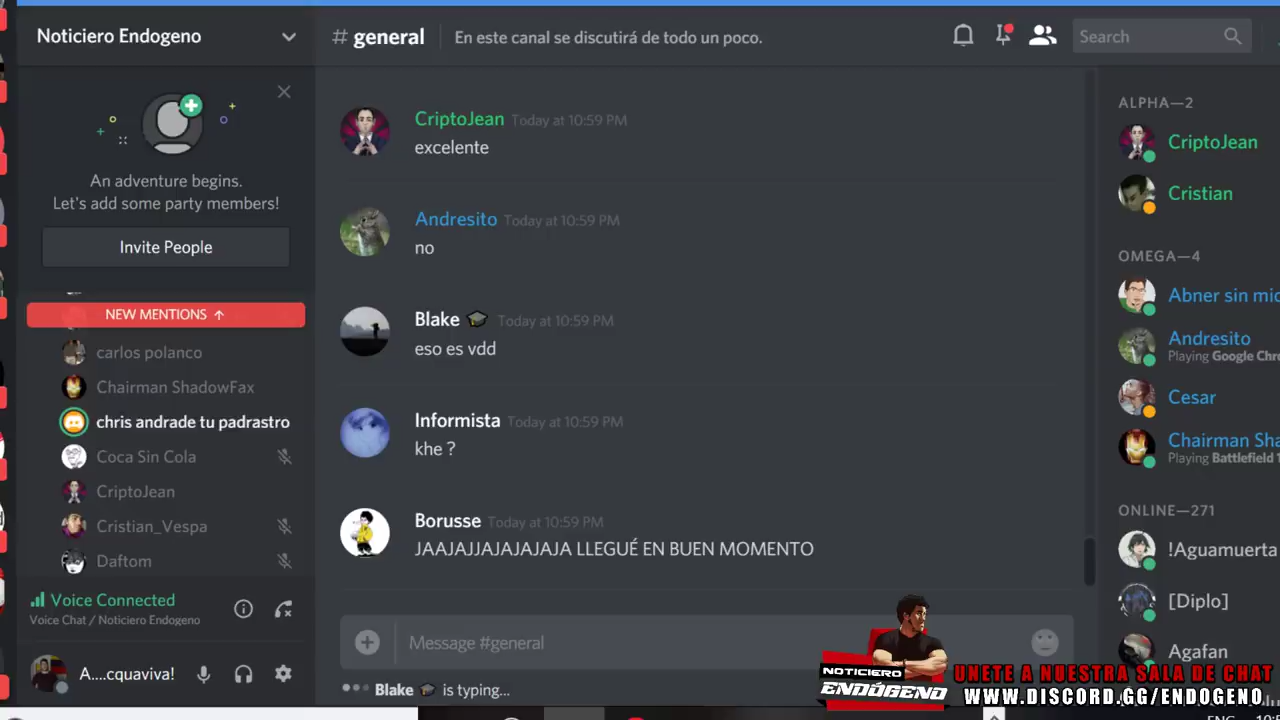 Noticiero Endogeno
# general
En este canal se discutirá de todo un poco.
Search
An adventure begins.
Let's add some party members!
Invite People
NEW MENTIONS ↑
carlos polanco
Chairman ShadowFax
chris andrade tu padrastro
Coca Sin Cola
CriptoJean
Cristian_Vespa
Daftom
Voice Connected
Voice Chat / Noticiero Endogeno
A....cquaviva!
CriptoJean Today at 10:59 PM
excelente
Andresito Today at 10:59 PM
no
Blake Today at 10:59 PM
eso es vdd
Informista Today at 10:59 PM
khe ?
Borusse Today at 10:59 PM
JAAJAJJAJAJAJAJA LLEGUÉ EN BUEN MOMENTO
Message #general
Blake is typing...
ALPHA—2
CriptoJean
Cristian
OMEGA—4
Abner sin mic
Andresito
Playing Google Chro
Cesar
Chairman Sha
Playing Battlefield 1
ONLINE—271
!Aguamuerta
[Diplo]
Agafan
NOTICIERO
ENDÓGENO
UNETE A NUESTRA SALA DE CHAT
WWW.DISCORD.GG/ENDOGENO